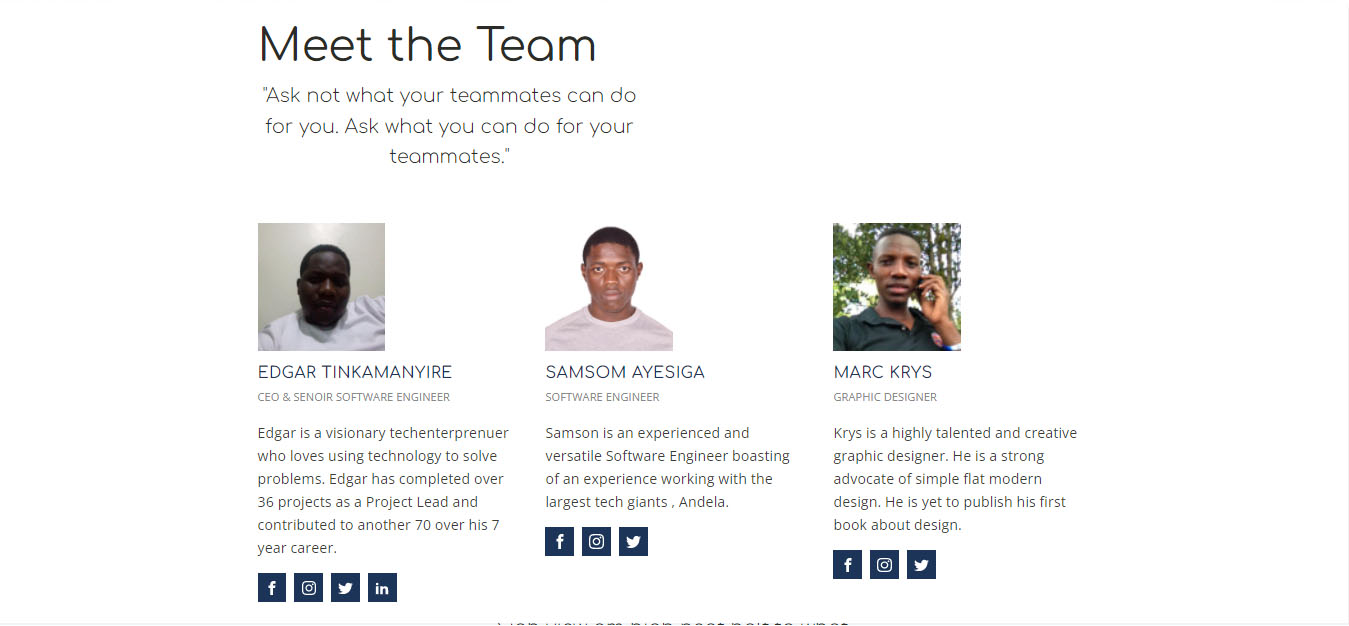 Meet the Team
"Ask not what your teammates can do
for you. Ask what you can do for your
teammates."
EDGAR TINKAMANYIRE
CEO & SENOIR SOFTWARE ENGINEER
Edgar is a visionary techenterprenuer
who loves using technology to solve
problems. Edgar has completed over
36 projects as a Project Lead and
contributed to another 70 over his 7
year career.
SAMSOM AYESIGA
SOFTWARE ENGINEER
Samson is an experienced and
versatile Software Engineer boasting
of an experience working with the
largest tech giants , Andela.
MARC KRYS
GRAPHIC DESIGNER
Krys is a highly talented and creative
graphic designer. He is a strong
advocate of simple flat modern
design. He is yet to publish his first
book about design.